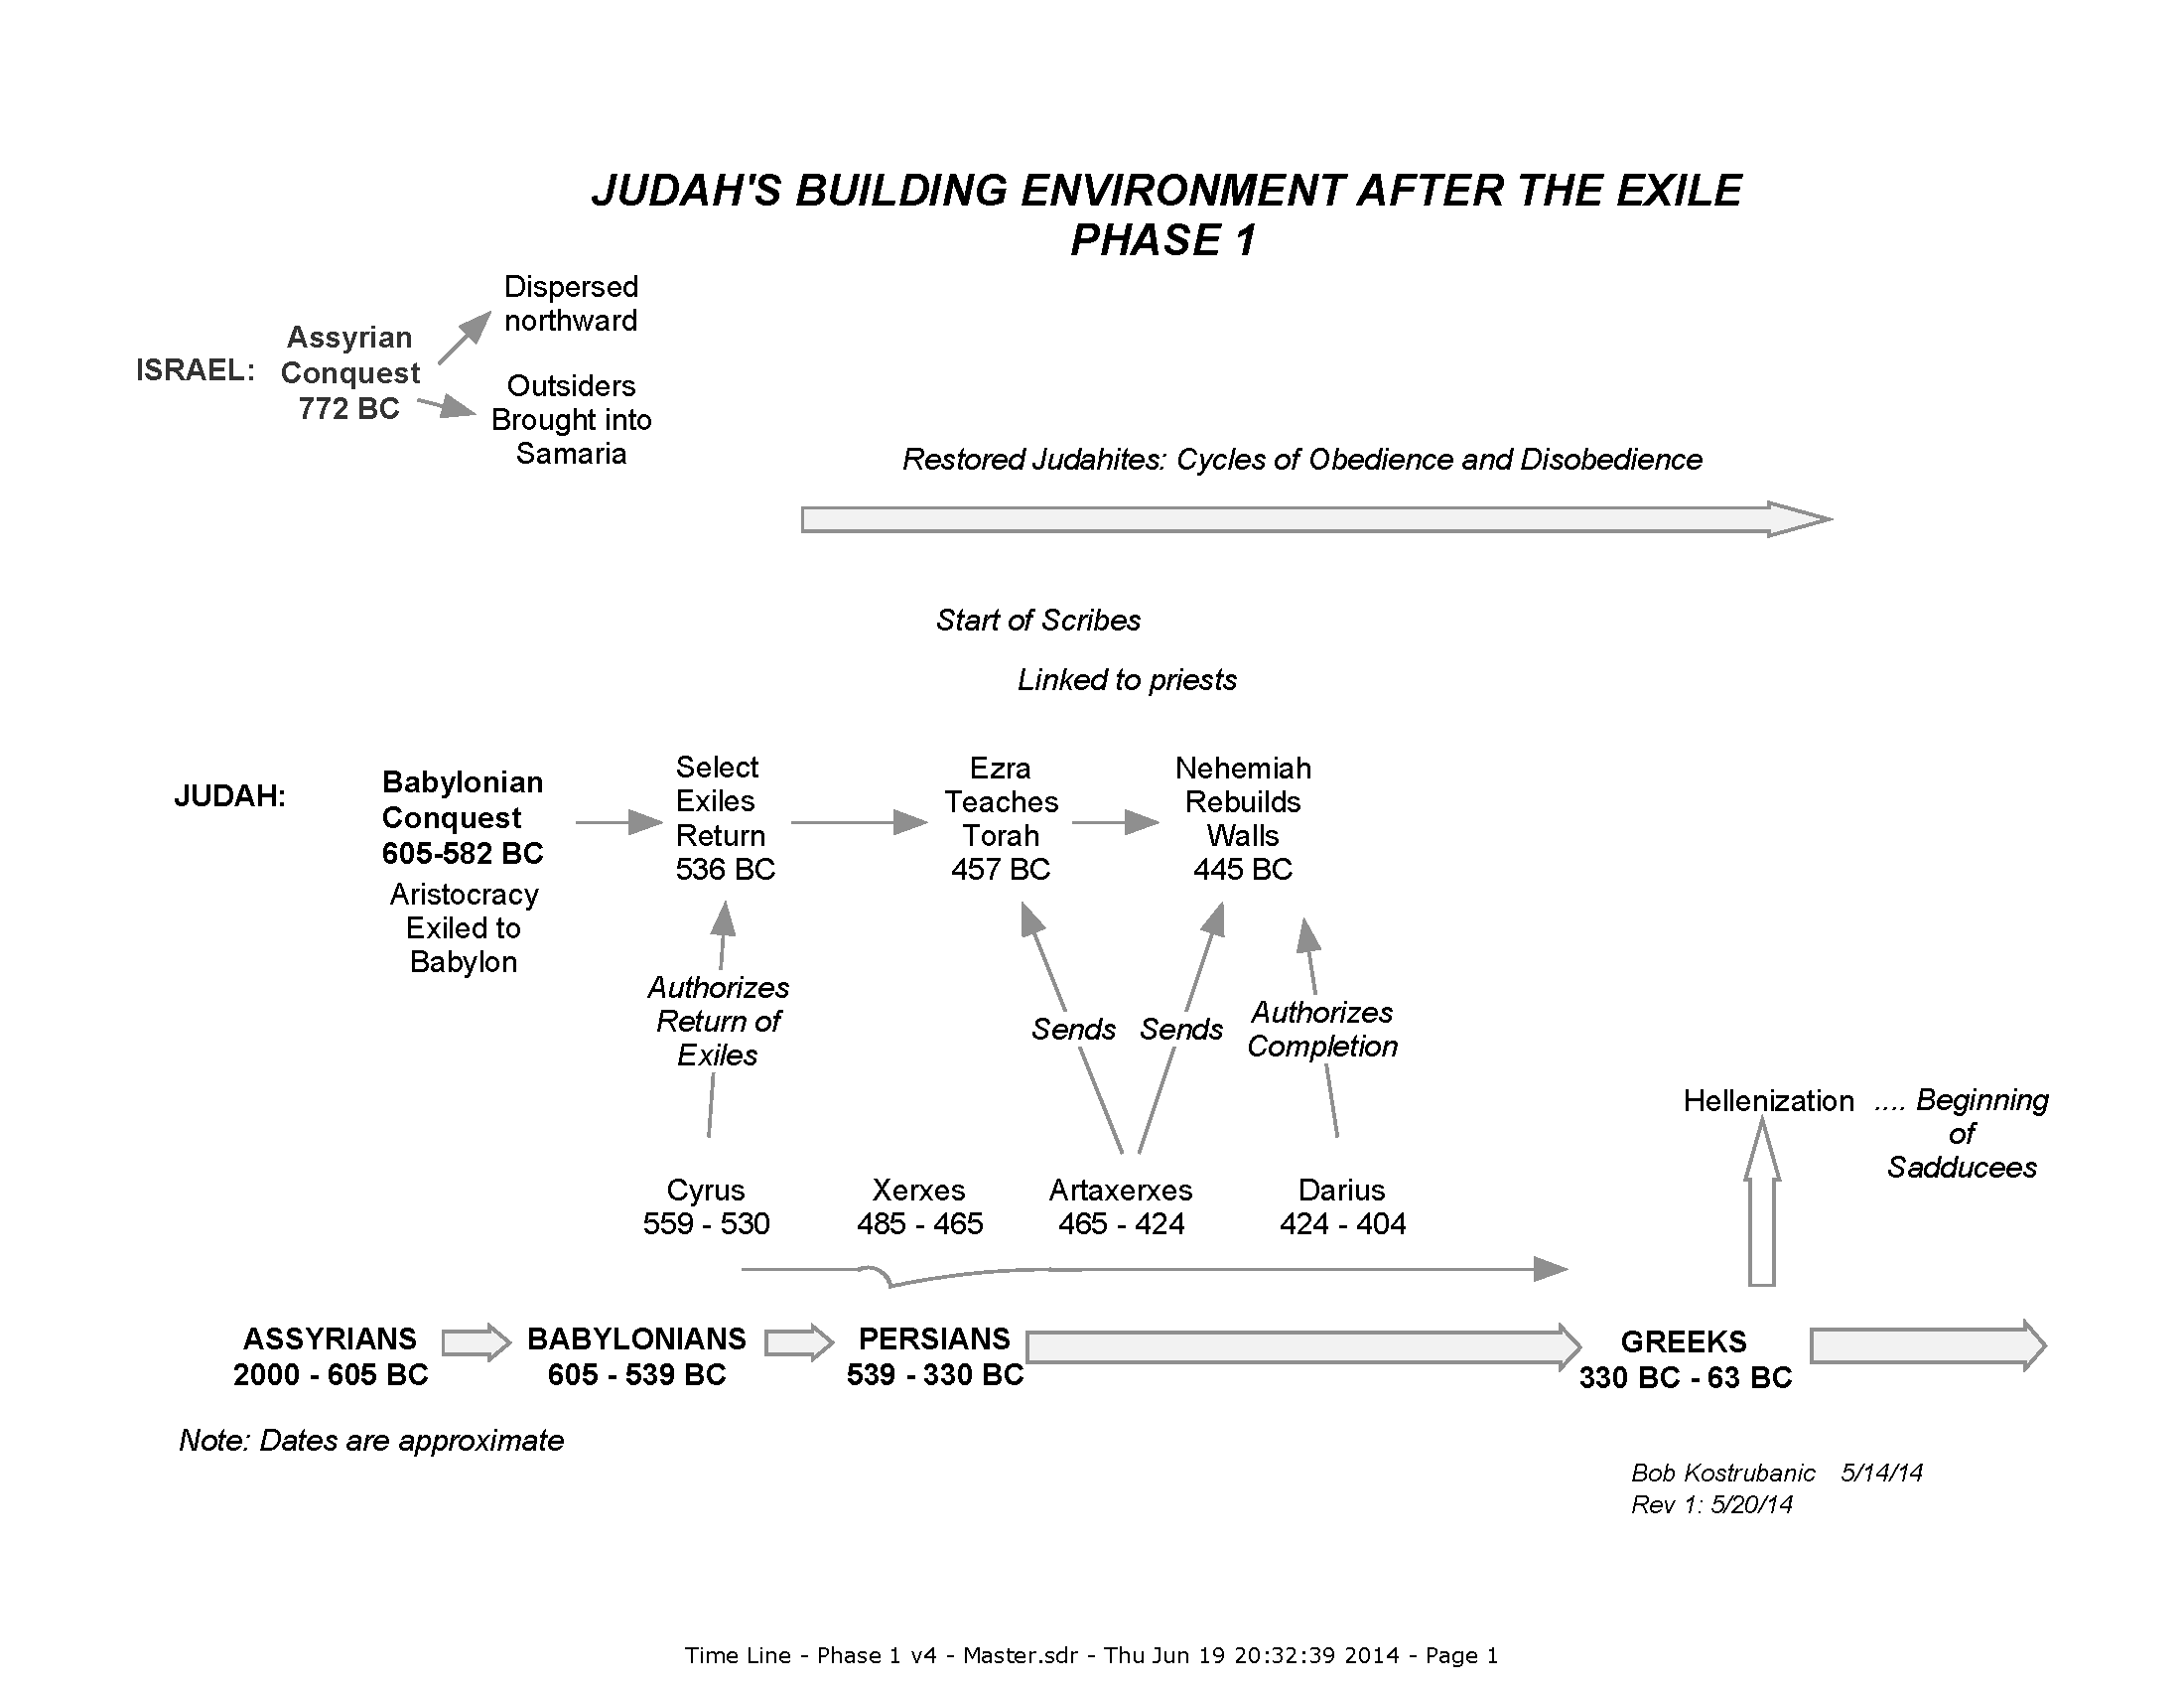 JUDAH'S BUILDING ENVIRONMENT AFTER THE EXILE
PHASE 1
Dispersed
northward
ISRAEL:
Assyrian
Conquest
772 BC
Outsiders
Brought into
Samaria
Restored Judahites: Cycles of Obedience and Disobedience
Start of Scribes
Linked to priests
JUDAH:
Babylonian
Conquest
605-582 BC
Aristocracy
Exiled to
Babylon
Select
Exiles
Return
536 BC
Ezra
Teaches
Torah
457 BC
Nehemiah
Rebuilds
Walls
445 BC
Authorizes
Return of
Exiles
Sends
Sends
Authorizes
Completion
Hellenization
.... Beginning
of
Sadducees
Cyrus
559 - 530
Xerxes
485 - 465
Artaxerxes
465 - 424
Darius
424 - 404
ASSYRIANS
2000 - 605 BC
BABYLONIANS
605 - 539 BC
PERSIANS
539 - 330 BC
GREEKS
330 BC - 63 BC
Note: Dates are approximate
Bob Kostrubanic 5/14/14
Rev 1: 5/20/14
Time Line - Phase 1 v4 - Master.sdr - Thu Jun 19 20:32:39 2014 - Page 1